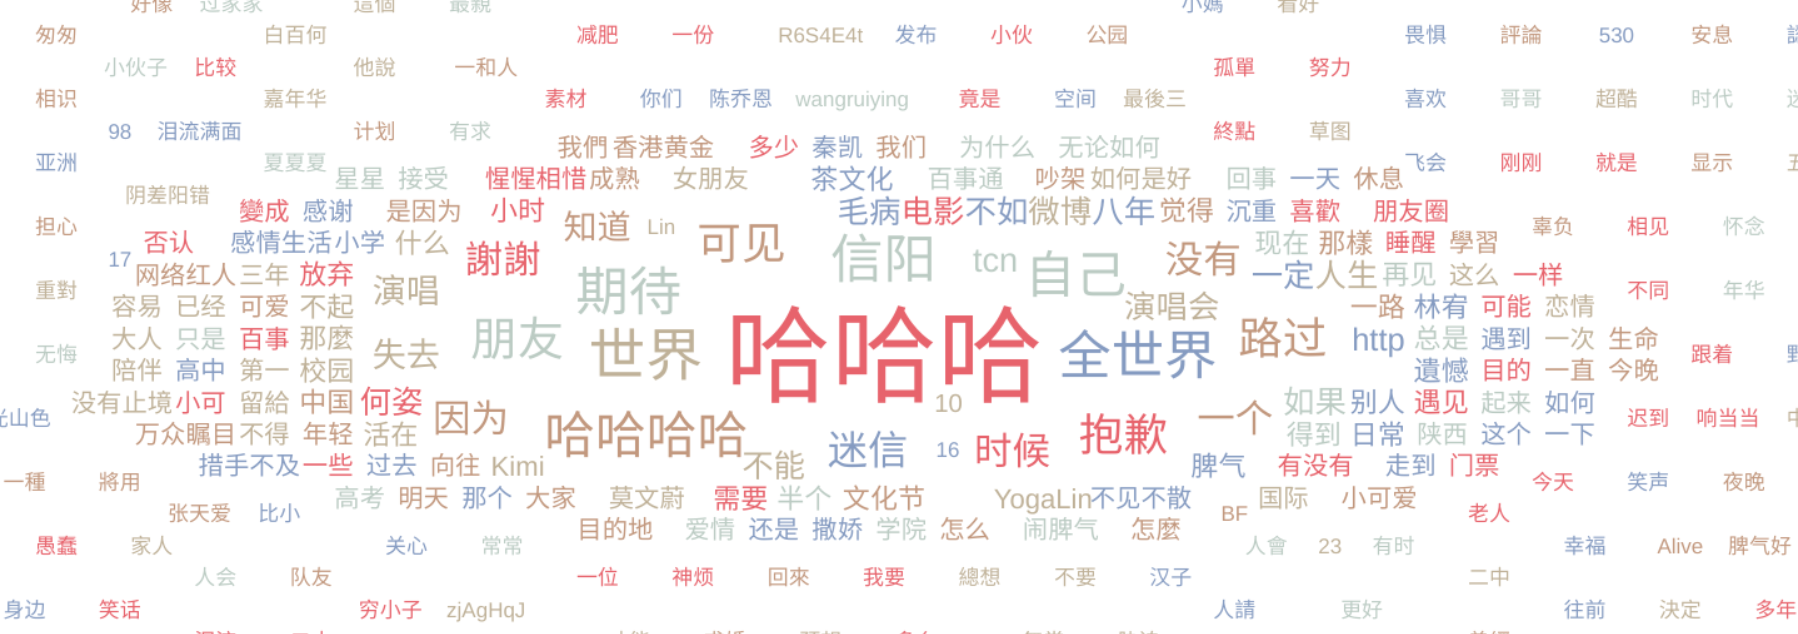 好像 过家家 這個 最親 小媽 看好
匆匆 白百何 减肥 一份 R6S4E4t 发布 小伙 公园 畏惧 評論 530 安息
小伙子 比较 他說 一和人 孤單 努力
相识 嘉年华 素材 你们 陈乔恩 wangruiying 竟是 空间 最後三 喜欢 哥哥 超酷 时代
98 泪流满面 计划 有求 終點 草图
我們 香港黄金 多少 秦凯 我们 为什么 无论如何
亚洲 夏夏夏 飞会 刚刚 就是 显示
星星 接受 惺惺相惜 成熟 女朋友 茶文化 百事通 吵架 如何是好 回事 一天 休息
阴差阳错
變成 感谢 是因为 小时 毛病 电影 不如 微博 八年 觉得 沉重 喜歡 朋友圈
担心 知道 Lin 辜负 相见 怀念
否认 感情生活 小学 什么 謝謝 可见 信阳 tcn 自己 没有 现在 那樣 睡醒 學習
17 网络红人 三年 放弃 一定 人生 再见 这么 一样
重對 演唱 期待 不同 年华
容易 已经 可爱 不起 演唱会 一路 林宥 可能 恋情
大人 只是 百事 那麼 朋友 路过 http 总是 遇到 一次 生命
无悔 失去 世界 哈哈哈 全世界 跟着
陪伴 高中 第一 校园 遺憾 目的 一直 今晚
没有止境 小可 留給 中国 何姿 10 如果 别人 遇见 起来 如何
光山色 因为 一个 迟到 响当当
万众瞩目 不得 年轻 活在 哈哈哈哈 抱歉 得到 日常 陕西 这个 一下
迷信 16 时候
措手不及 一些 过去 向往 Kimi 不能 脾气 有没有 走到 门票
一種 將用 今天 笑声 夜晚
高考 明天 那个 大家 莫文蔚 需要 半个 文化节 YogaLin 不见不散 国际 小可爱
张天爱 比小 BF 老人
目的地 爱情 还是 撒娇 学院 怎么 闹脾气 怎麼
愚蠢 家人 关心 常常 人會 23 有时 幸福 Alive 脾气好
人会 队友 一位 神烦 回來 我要 總想 不要 汉子 二中
身边 笑话 穷小子 zjAgHqJ 人請 更好 往前 決定 多年